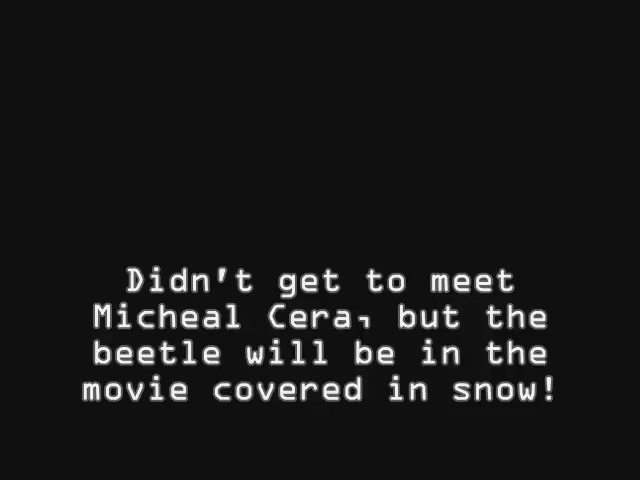 Didn't get to meet
Micheal Cera, but the
beetle will be in the
movie covered in snow!